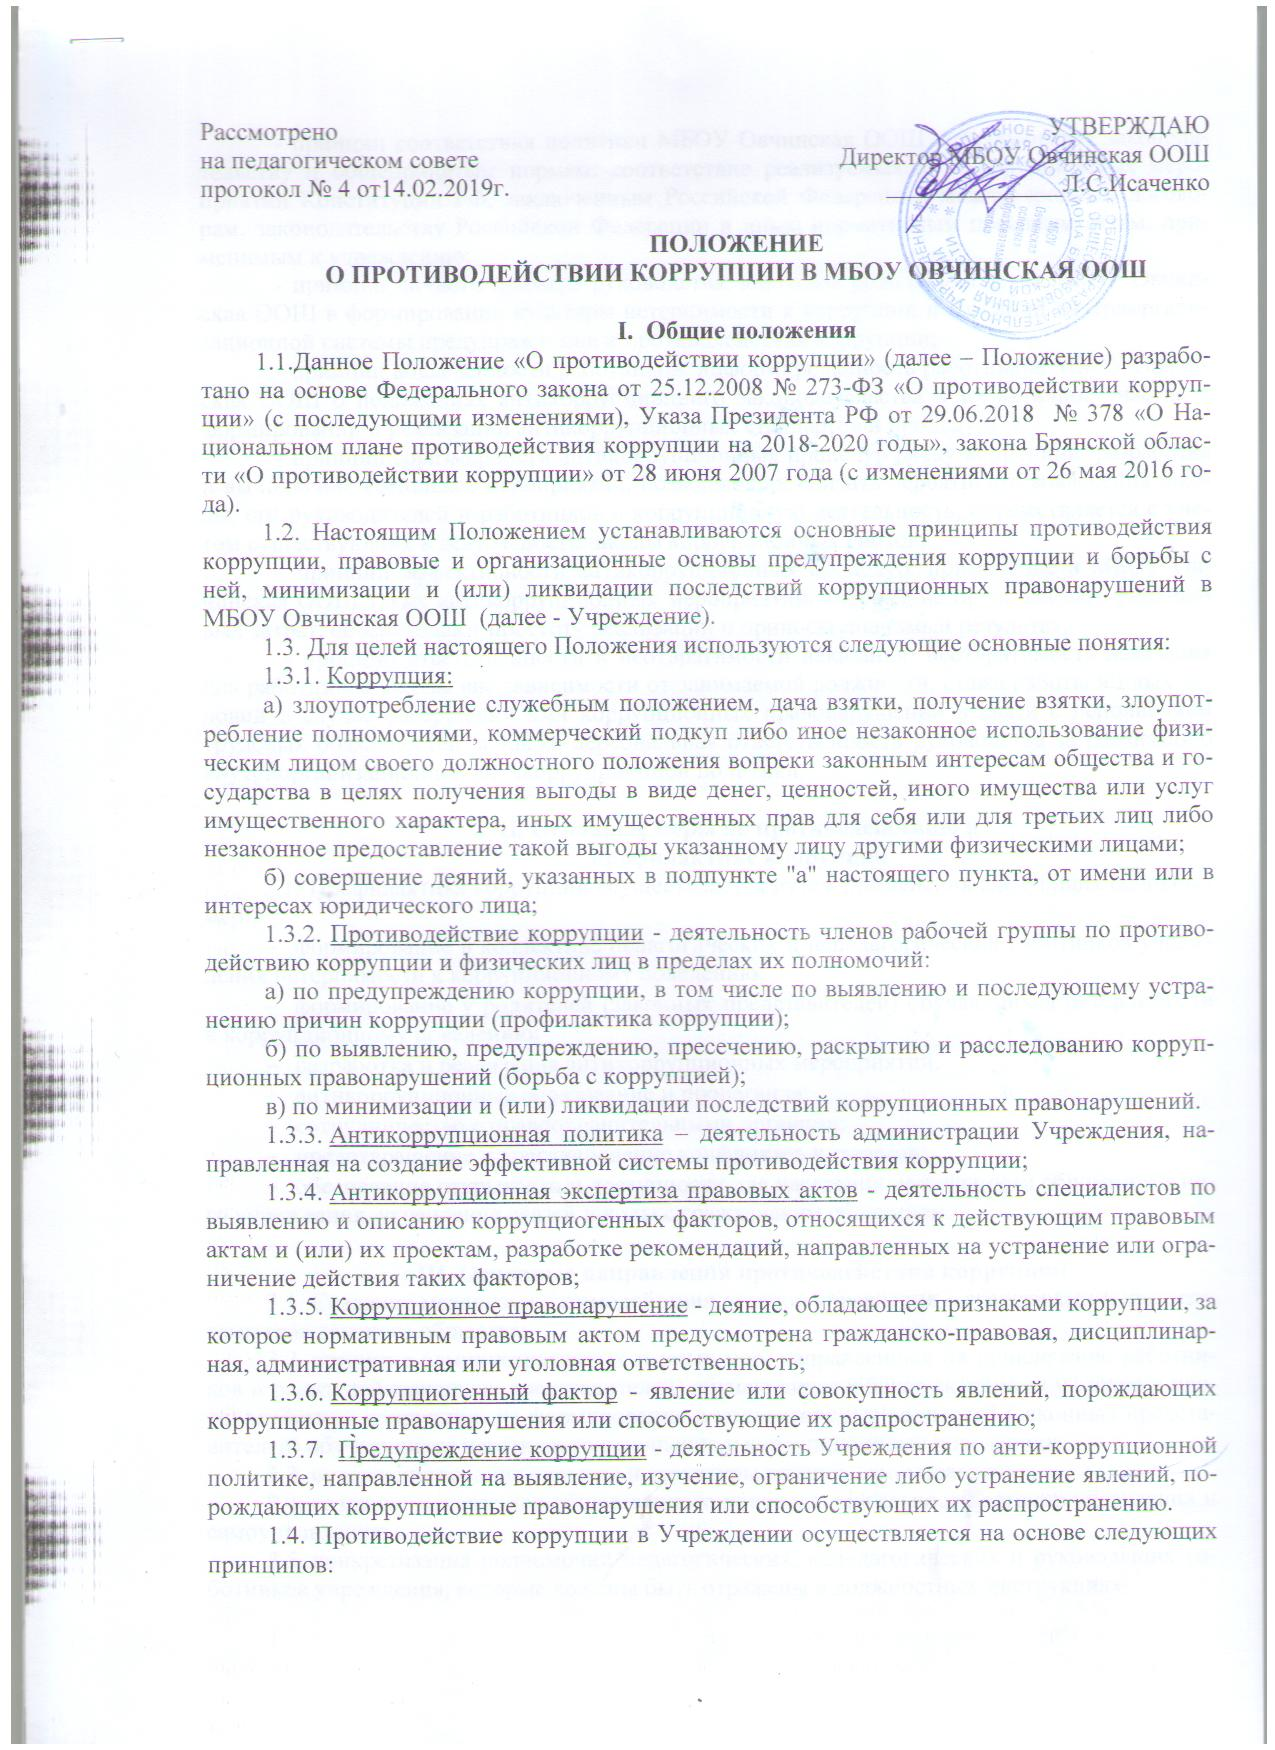 Рассмотрено
на педагогическом совете
протокол № 4 от14.02.2019г.
УТВЕРЖДАЮ
Директор МБОУ Овчинская ООШ
Л.С.Исаченко
ПОЛОЖЕНИЕ
О ПРОТИВОДЕЙСТВИИ КОРРУПЦИИ В МБОУ ОВЧИНСКАЯ ООШ
I. Общие положения
1.1.Данное Положение «О противодействии коррупции» (далее – Положение) разрабо-
тано на основе Федерального закона от 25.12.2008 № 273-ФЗ «О противодействии корруп-
ции» (с последующими изменениями), Указа Президента РФ от 29.06.2018 № 378 «О На-
циональном плане противодействия коррупции на 2018-2020 годы», закона Брянской облас-
ти «О противодействии коррупции» от 28 июня 2007 года (с изменениями от 26 мая 2016 го-
да).
1.2. Настоящим Положением устанавливаются основные принципы противодействия
коррупции, правовые и организационные основы предупреждения коррупции и борьбы с
ней, минимизации и (или) ликвидации последствий коррупционных правонарушений в
МБОУ Овчинская ООШ (далее - Учреждение).
1.3. Для целей настоящего Положения используются следующие основные понятия:
1.3.1. Коррупция:
а) злоупотребление служебным положением, дача взятки, получение взятки, злоупот-
ребление полномочиями, коммерческий подкуп либо иное незаконное использование физи-
ческим лицом своего должностного положения вопреки законным интересам общества и го-
сударства в целях получения выгоды в виде денег, ценностей, иного имущества или услуг
имущественного характера, иных имущественных прав для себя или для третьих лиц либо
незаконное предоставление такой выгоды указанному лицу другими физическими лицами;
б) совершение деяний, указанных в подпункте "а" настоящего пункта, от имени или в
интересах юридического лица;
1.3.2. Противодействие коррупции - деятельность членов рабочей группы по противо-
действию коррупции и физических лиц в пределах их полномочий:
а) по предупреждению коррупции, в том числе по выявлению и последующему устра-
нению причин коррупции (профилактика коррупции);
б) по выявлению, предупреждению, пресечению, раскрытию и расследованию корруп-
ционных правонарушений (борьба с коррупцией);
в) по минимизации и (или) ликвидации последствий коррупционных правонарушений.
1.3.3. Антикоррупционная политика – деятельность администрации Учреждения, на-
правленная на создание эффективной системы противодействия коррупции;
1.3.4. Антикоррупционная экспертиза правовых актов - деятельность специалистов по
выявлению и описанию коррупциогенных факторов, относящихся к действующим правовым
актам и (или) их проектам, разработке рекомендаций, направленных на устранение или огра-
ничение действия таких факторов;
1.3.5. Коррупционное правонарушение - деяние, обладающее признаками коррупции, за
которое нормативным правовым актом предусмотрена гражданско-правовая, дисциплинар-
ная, административная или уголовная ответственность;
1.3.6. Коррупциогенный фактор - явление или совокупность явлений, порождающих
коррупционные правонарушения или способствующие их распространению;
1.3.7. Предупреждение коррупции - деятельность Учреждения по анти-коррупционной
политике, направленной на выявление, изучение, ограничение либо устранение явлений, по-
рождающих коррупционные правонарушения или способствующих их распространению.
1.4. Противодействие коррупции в Учреждении осуществляется на основе следующих
принципов: